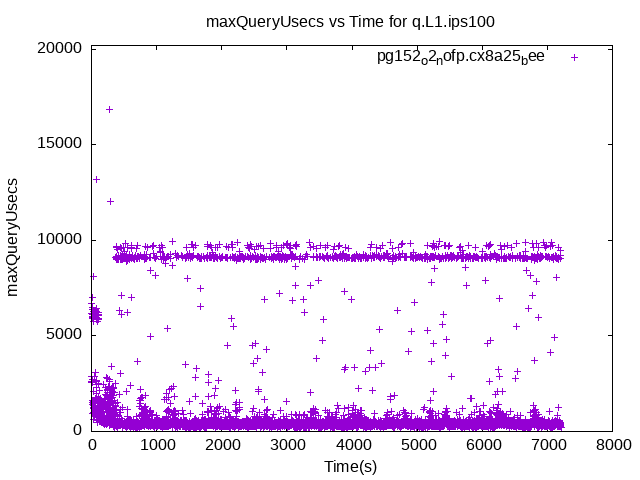 maxQueryUsecs vs Time for q.L1.ips100
pg152o2nofp.cx8a25bee
20000
15000
10000
5000
0
maxQueryUsecs
0 1000 2000 3000 4000 5000 6000 7000 8000
Time(s)